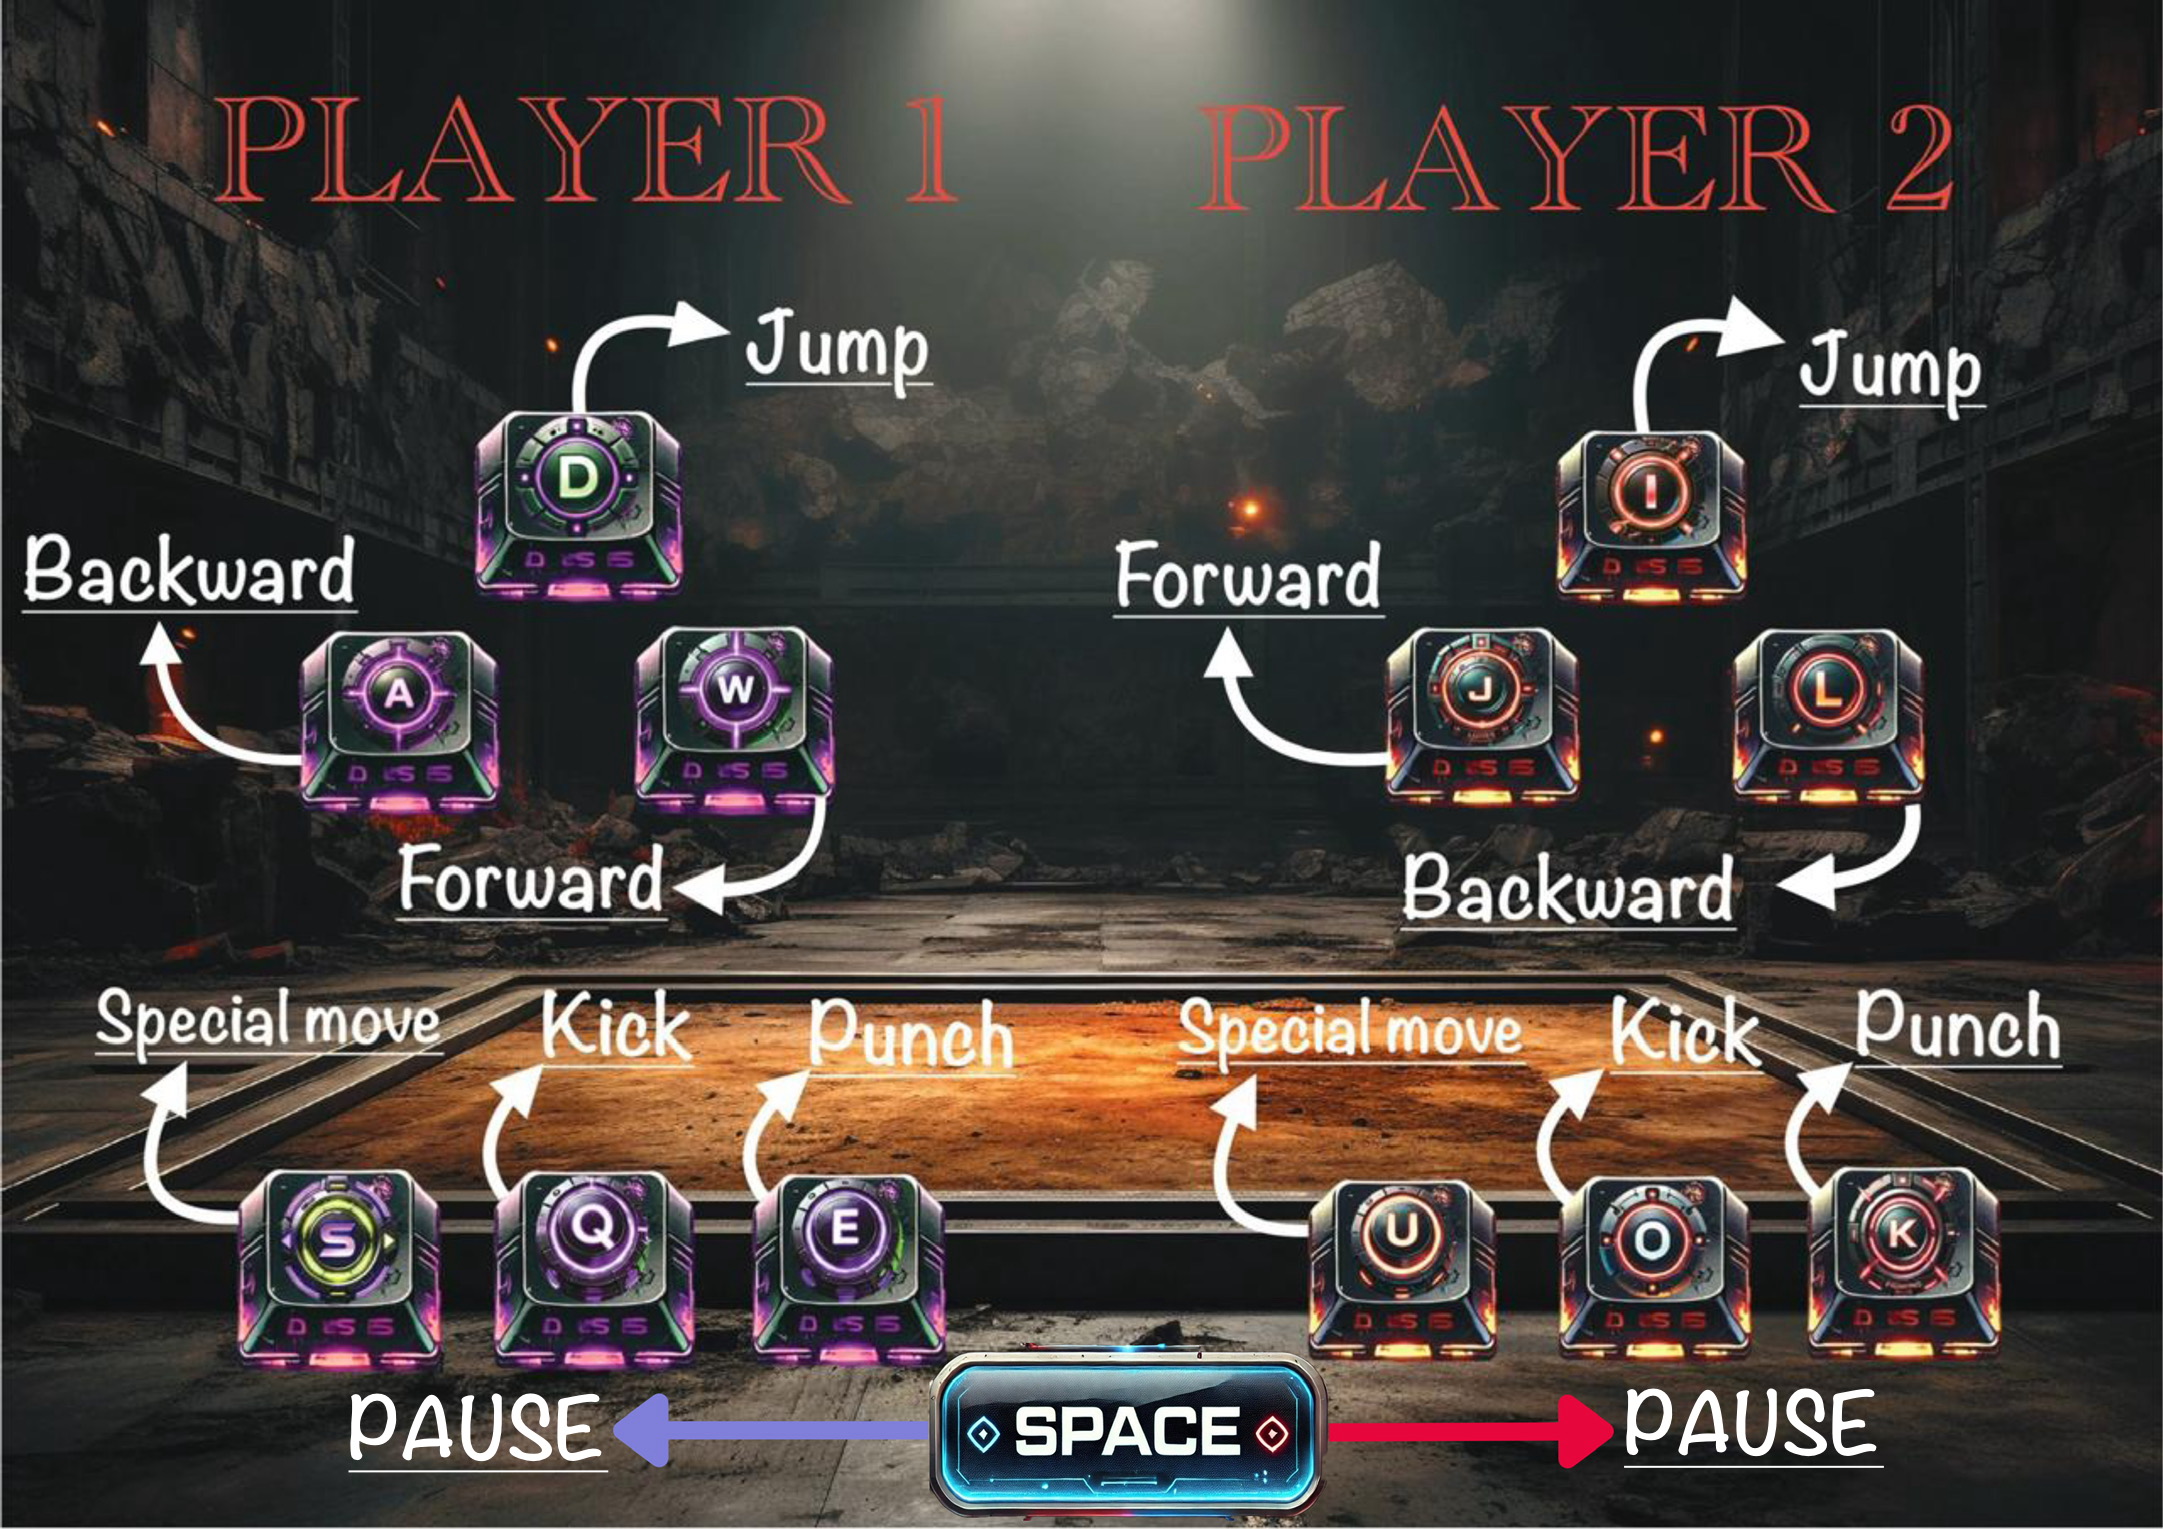 PLAYER 1
PLAYER 2
Jump
Jump
D
I
Backward
Forward
A
W
J
L
Forward
Backward
Special move
Kick
Punch
Special move
Kick
Punch
S
Q
E
U
O
K
PAUSE
SPACE
PAUSE